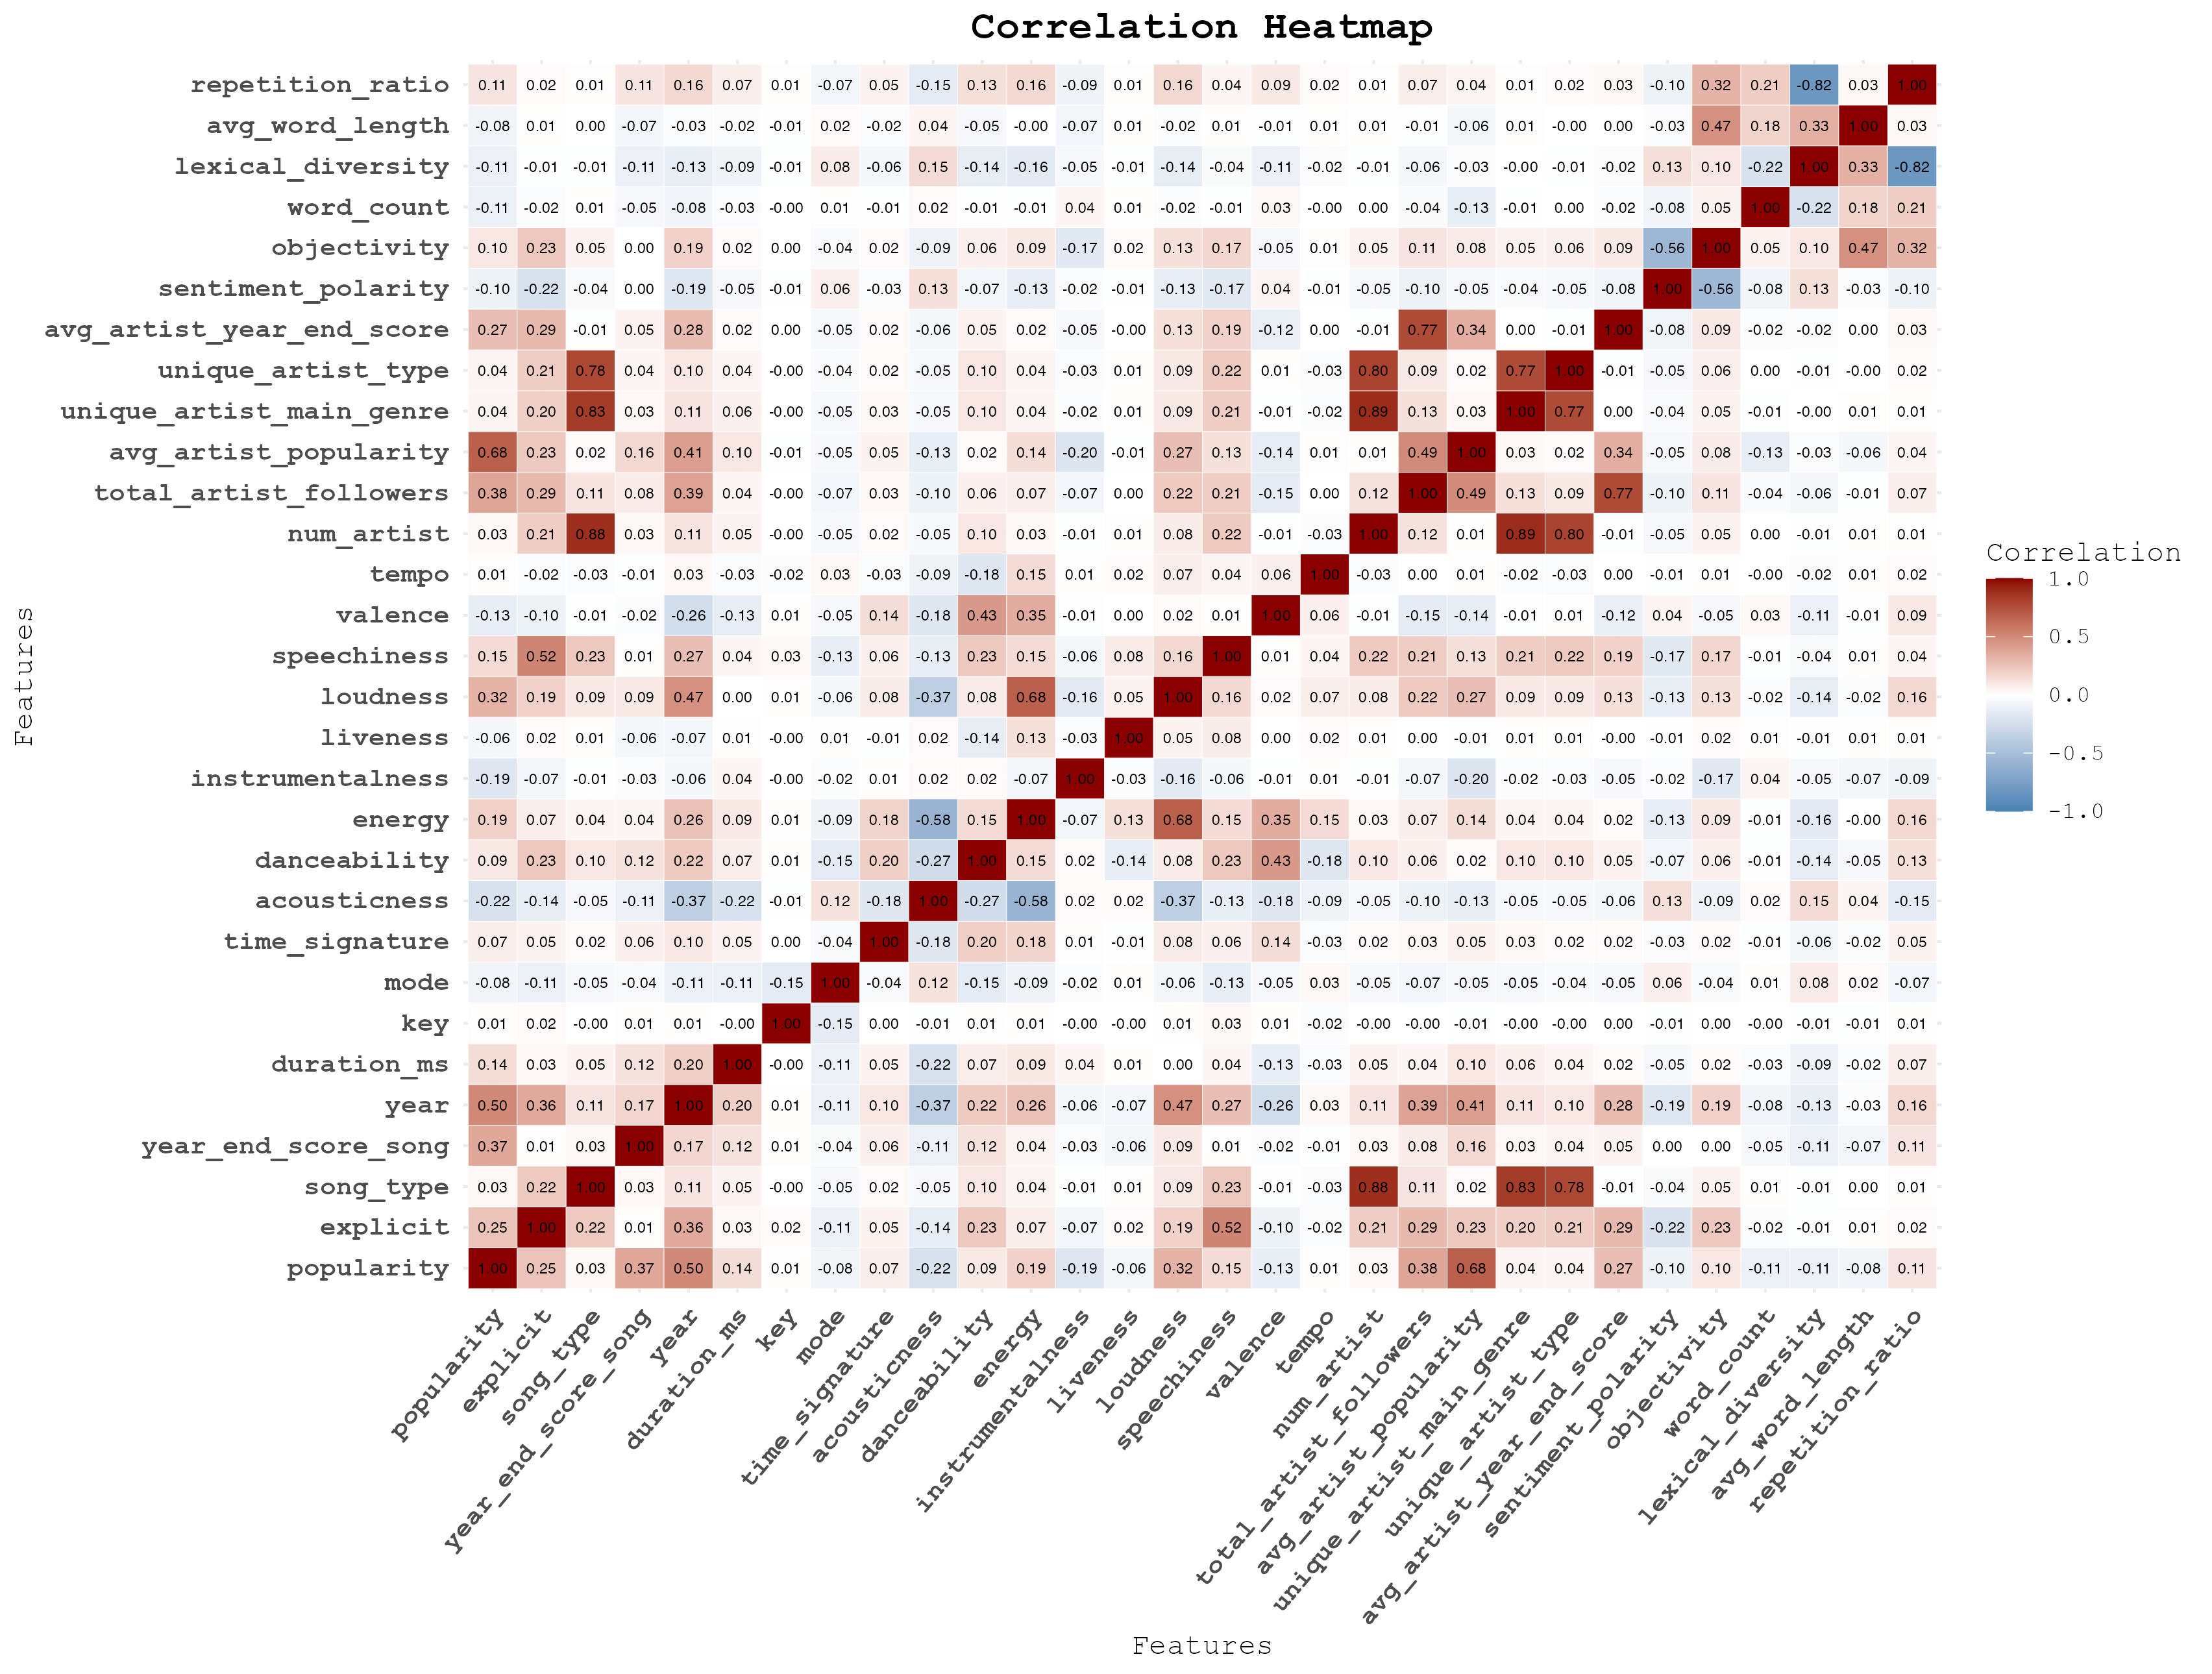 Correlation Heatmap
repetition_ratio 0.11 0.02 0.01 0.11 0.16 0.07 0.01 -0.07 0.05 -0.15 0.13 0.16 -0.09 0.01 0.16 0.04 0.09 0.02 0.01 0.07 0.04 0.01 0.02 0.03 -0.10 0.32 0.21 -0.82 0.03 1.00
avg_word_length -0.08 0.01 0.00 -0.07 -0.03 -0.02 -0.01 0.02 -0.02 0.04 -0.05 -0.00 -0.07 0.01 -0.02 0.01 -0.01 0.01 0.01 -0.01 -0.06 0.01 -0.00 0.00 -0.03 0.47 0.18 0.33 1.00 0.03
lexical_diversity -0.11 -0.01 -0.01 -0.11 -0.13 -0.09 -0.01 0.08 -0.06 0.15 -0.14 -0.16 -0.05 -0.01 -0.14 -0.04 -0.11 -0.02 -0.01 -0.06 -0.03 -0.00 -0.01 -0.02 0.13 0.10 -0.22 1.00 0.33 -0.82
word_count -0.11 -0.02 0.01 -0.05 -0.08 -0.03 -0.00 0.01 -0.01 0.02 -0.01 -0.01 0.04 0.01 -0.02 -0.01 0.03 -0.00 0.00 -0.04 -0.13 -0.01 0.00 -0.02 -0.08 0.05 1.00 -0.22 0.18 0.21
objectivity 0.10 0.23 0.05 0.00 0.19 0.02 0.00 -0.04 0.02 -0.09 0.06 0.09 -0.17 0.02 0.13 0.17 -0.05 0.01 0.05 0.11 0.08 0.05 0.06 0.09 -0.56 1.00 0.05 0.10 0.47 0.32
sentiment_polarity -0.10 -0.22 -0.04 0.00 -0.19 -0.05 -0.01 0.06 -0.03 0.13 -0.07 -0.13 -0.02 -0.01 -0.13 -0.17 0.04 -0.01 -0.05 -0.10 -0.05 -0.04 -0.05 -0.08 1.00 -0.56 -0.08 0.13 -0.03 -0.10
avg_artist_year_end_score 0.27 0.29 -0.01 0.05 0.28 0.02 0.00 -0.05 0.02 -0.06 0.05 0.02 -0.05 -0.00 0.13 0.19 -0.12 0.00 -0.01 0.77 0.34 0.00 -0.01 1.00 -0.08 0.09 -0.02 -0.02 0.00 0.03
unique_artist_type 0.04 0.21 0.78 0.04 0.10 0.04 -0.00 -0.04 0.02 -0.05 0.10 0.04 -0.03 0.01 0.09 0.22 0.01 -0.03 0.80 0.09 0.02 0.77 1.00 -0.01 -0.05 0.06 0.00 -0.01 -0.00 0.02
unique_artist_main_genre 0.04 0.20 0.83 0.03 0.11 0.06 -0.00 -0.05 0.03 -0.05 0.10 0.04 -0.02 0.01 0.09 0.21 -0.01 -0.02 0.89 0.13 0.03 1.00 0.77 0.00 -0.04 0.05 -0.01 -0.00 0.01 0.01
avg_artist_popularity 0.68 0.23 0.02 0.16 0.41 0.10 -0.01 -0.05 0.05 -0.13 0.02 0.14 -0.20 -0.01 0.27 0.13 -0.14 0.01 0.01 0.49 1.00 0.03 0.02 0.34 -0.05 0.08 -0.13 -0.03 -0.06 0.04
total_artist_followers 0.38 0.29 0.11 0.08 0.39 0.04 -0.00 -0.07 0.03 -0.10 0.06 0.07 -0.07 0.00 0.22 0.21 -0.15 0.00 0.12 1.00 0.49 0.13 0.09 0.77 -0.10 0.11 -0.04 -0.06 -0.01 0.07
num_artist 0.03 0.21 0.88 0.03 0.11 0.05 -0.00 -0.05 0.02 -0.05 0.10 0.03 -0.01 0.01 0.08 0.22 -0.01 -0.03 1.00 0.12 0.01 0.89 0.80 -0.01 -0.05 0.05 0.00 -0.01 0.01 0.01
tempo 0.01 -0.02 -0.03 -0.01 0.03 -0.03 -0.02 0.03 -0.03 -0.09 -0.18 0.15 0.01 0.02 0.07 0.04 0.06 1.00 -0.03 0.00 0.01 -0.02 -0.03 0.00 -0.01 0.01 -0.00 -0.02 0.01 0.02
valence -0.13 -0.10 -0.01 -0.02 -0.26 -0.13 0.01 -0.05 0.14 -0.18 0.43 0.35 -0.01 0.00 0.02 0.01 1.00 0.06 -0.01 -0.15 -0.14 -0.01 0.01 -0.12 0.04 -0.05 0.03 -0.11 -0.01 0.09
speechiness 0.15 0.52 0.23 0.01 0.27 0.04 0.03 -0.13 0.06 -0.13 0.23 0.15 -0.06 0.08 0.16 1.00 0.01 0.04 0.22 0.21 0.13 0.21 0.22 0.19 -0.17 0.17 -0.01 -0.04 0.01 0.04
loudness 0.32 0.19 0.09 0.09 0.47 0.00 0.01 -0.06 0.08 -0.37 0.08 0.68 -0.16 0.05 1.00 0.16 0.02 0.07 0.08 0.22 0.27 0.09 0.09 0.13 -0.13 0.13 -0.02 -0.14 -0.02 0.16
liveness -0.06 0.02 0.01 -0.06 -0.07 0.01 -0.00 0.01 -0.01 0.02 -0.14 0.13 -0.03 1.00 0.05 0.08 0.00 0.02 0.01 0.00 -0.01 0.01 0.01 -0.00 -0.01 0.02 0.01 -0.01 0.01 0.01
instrumentalness -0.19 -0.07 -0.01 -0.03 -0.06 0.04 -0.00 -0.02 0.01 0.02 0.02 -0.07 1.00 -0.03 -0.16 -0.06 -0.01 0.01 -0.01 -0.07 -0.20 -0.02 -0.03 -0.05 -0.02 -0.17 0.04 -0.05 -0.07 -0.09
energy 0.19 0.07 0.04 0.04 0.26 0.09 0.01 -0.09 0.18 -0.58 0.15 1.00 -0.07 0.13 0.68 0.15 0.35 0.15 0.03 0.07 0.14 0.04 0.04 0.02 -0.13 0.09 -0.01 -0.16 -0.00 0.16
danceability 0.09 0.23 0.10 0.12 0.22 0.07 0.01 -0.15 0.20 -0.27 1.00 0.15 0.02 -0.14 0.08 0.23 0.43 -0.18 0.10 0.06 0.02 0.10 0.10 0.05 -0.07 0.06 -0.01 -0.14 -0.05 0.13
acousticness -0.22 -0.14 -0.05 -0.11 -0.37 -0.22 -0.01 0.12 -0.18 1.00 -0.27 -0.58 0.02 0.02 -0.37 -0.13 -0.18 -0.09 -0.05 -0.10 -0.13 -0.05 -0.05 -0.06 0.13 -0.09 0.02 0.15 0.04 -0.15
time_signature 0.07 0.05 0.02 0.06 0.10 0.05 0.00 -0.04 1.00 -0.18 0.20 0.18 0.01 -0.01 0.08 0.06 0.14 -0.03 0.02 0.03 0.05 0.03 0.02 0.02 -0.03 0.02 -0.01 -0.06 -0.02 0.05
mode -0.08 -0.11 -0.05 -0.04 -0.11 -0.11 -0.15 1.00 -0.04 0.12 -0.15 -0.09 -0.02 0.01 -0.06 -0.13 -0.05 0.03 -0.05 -0.07 -0.05 -0.05 -0.04 -0.05 0.06 -0.04 0.01 0.08 0.02 -0.07
key 0.01 0.02 -0.00 0.01 0.01 -0.00 1.00 -0.15 0.00 -0.01 0.01 0.01 -0.00 -0.00 0.01 0.03 0.01 -0.02 -0.00 -0.00 -0.01 -0.00 -0.00 0.00 -0.01 0.00 -0.00 -0.01 -0.01 0.01
duration_ms 0.14 0.03 0.05 0.12 0.20 1.00 -0.00 -0.11 0.05 -0.22 0.07 0.09 0.04 0.01 0.00 0.04 -0.13 -0.03 0.05 0.04 0.10 0.06 0.04 0.02 -0.05 0.02 -0.03 -0.09 -0.02 0.07
year 0.50 0.36 0.11 0.17 1.00 0.20 0.01 -0.11 0.10 -0.37 0.22 0.26 -0.06 -0.07 0.47 0.27 -0.26 0.03 0.11 0.39 0.41 0.11 0.10 0.28 -0.19 0.19 -0.08 -0.13 -0.03 0.16
year_end_score_song 0.37 0.01 0.03 1.00 0.17 0.12 0.01 -0.04 0.06 -0.11 0.12 0.04 -0.03 -0.06 0.09 0.01 -0.02 -0.01 0.03 0.08 0.16 0.03 0.04 0.05 0.00 0.00 -0.05 -0.11 -0.07 0.11
song_type 0.03 0.22 1.00 0.03 0.11 0.05 -0.00 -0.05 0.02 -0.05 0.10 0.04 -0.01 0.01 0.09 0.23 -0.01 -0.03 0.88 0.11 0.02 0.83 0.78 -0.01 -0.04 0.05 0.01 -0.01 0.00 0.01
explicit 0.25 1.00 0.22 0.01 0.36 0.03 0.02 -0.11 0.05 -0.14 0.23 0.07 -0.07 0.02 0.19 0.52 -0.10 -0.02 0.21 0.29 0.23 0.20 0.21 0.29 -0.22 0.23 -0.02 -0.01 0.01 0.02
popularity 1.00 0.25 0.03 0.37 0.50 0.14 0.01 -0.08 0.07 -0.22 0.09 0.19 -0.19 -0.06 0.32 0.15 -0.13 0.01 0.03 0.38 0.68 0.04 0.04 0.27 -0.10 0.10 -0.11 -0.11 -0.08 0.11
popularity
explicit
song_type
year_end_score_song
year
duration_ms
key
mode
time_signature
acousticness
danceability
energy
instrumentalness
liveness
loudness
speechiness
valence
tempo
num_artist
total_artist_followers
avg_artist_popularity
unique_artist_main_genre
unique_artist_type
avg_artist_year_end_score
sentiment_polarity
objectivity
word_count
lexical_diversity
avg_word_length
repetition_ratio
Features
Features
Correlation
1.0
0.5
0.0
-0.5
-1.0